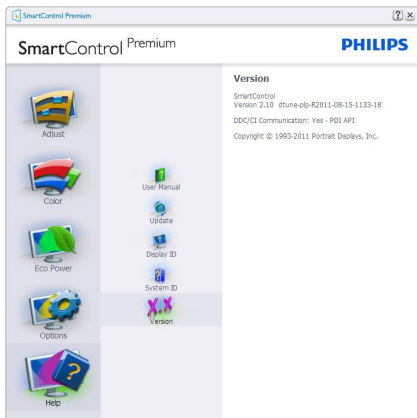 SmartControl Premium
SmartControl Premium
PHILIPS
Adjust
Color
Eco Power
Options
Help
User Manual
Update
Display ID
System ID
X.X
Version
Version
SmartControl
Version 2.10 dtune-plp-R2011-08-15-1133-18
DDC/CI Communication: Yes - PDI API
Copyright © 1993-2011 Portrait Displays, Inc.